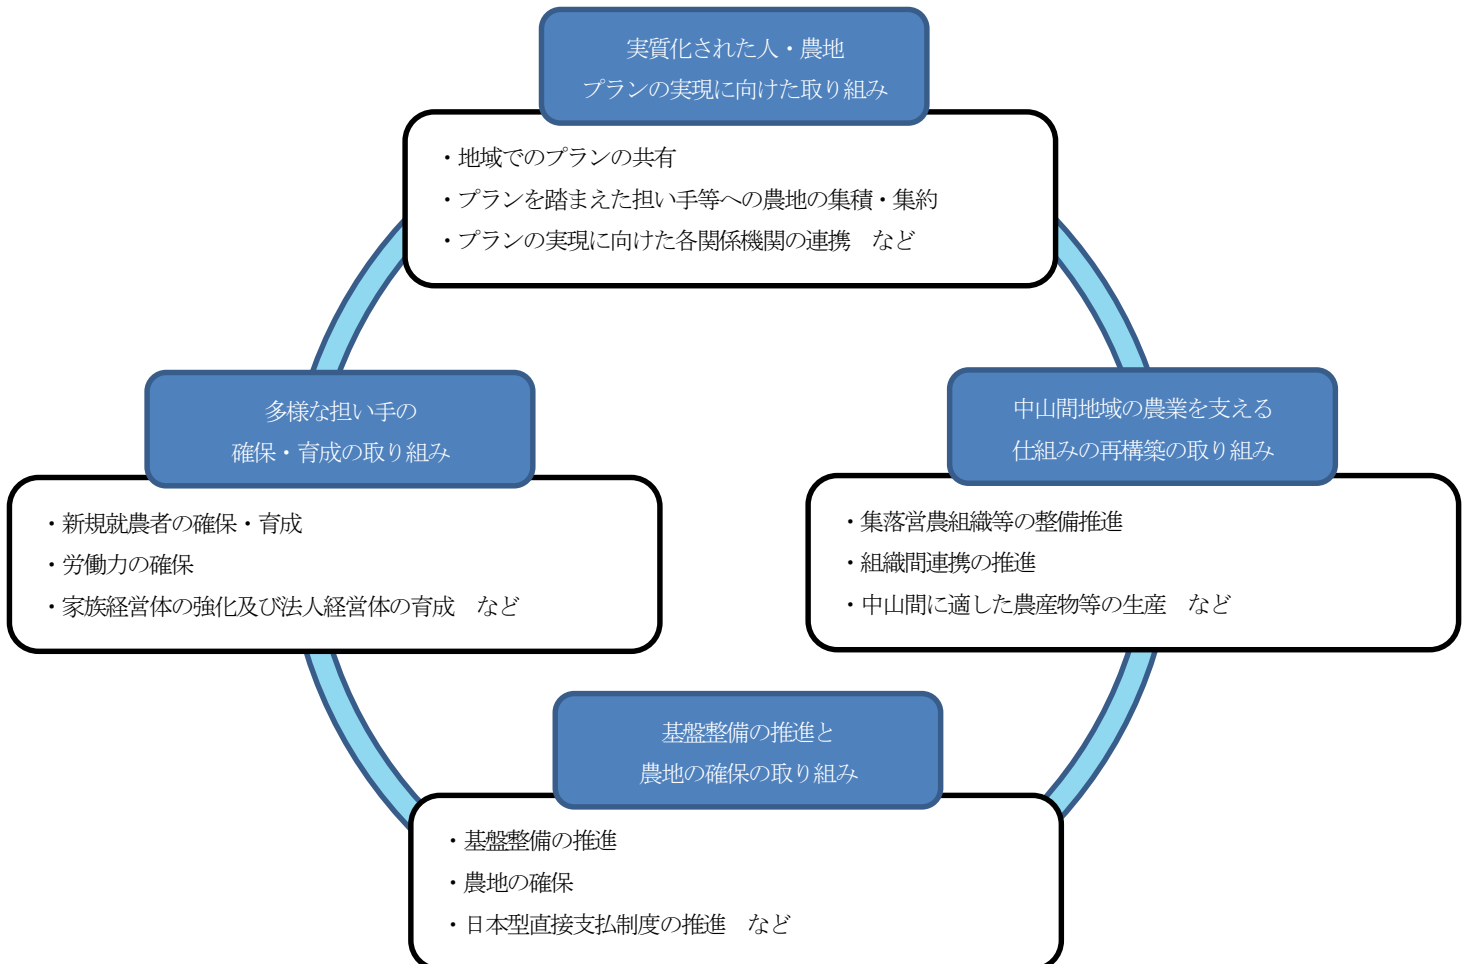 実質化された人・農地
プランの実現に向けた取り組み
・地域でのプランの共有
・プランを踏まえた担い手等への農地の集積・集約
・プランの実現に向けた各関係機関の連携　など
多様な担い手の
確保・育成の取り組み
・新規就農者の確保・育成
・労働力の確保
・家族経営体の強化及び法人経営体の育成　など
中山間地域の農業を支える
仕組みの再構築の取り組み
・集落営農組織等の整備推進
・組織間連携の推進
・中山間に適した農産物等の生産　など
基盤整備の推進と
農地の確保の取り組み
・基盤整備の推進
・農地の確保
・日本型直接支払制度の推進　など